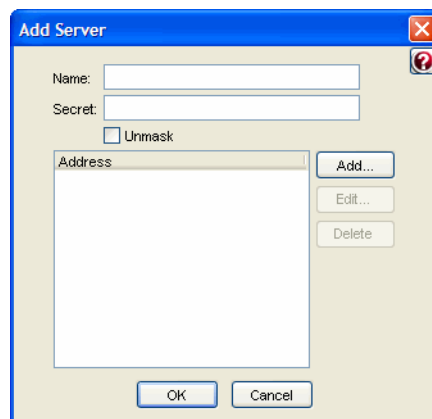 Add Server
Name:
Secret:
Unmask
Address
Add...
Edit...
Delete
OK
Cancel